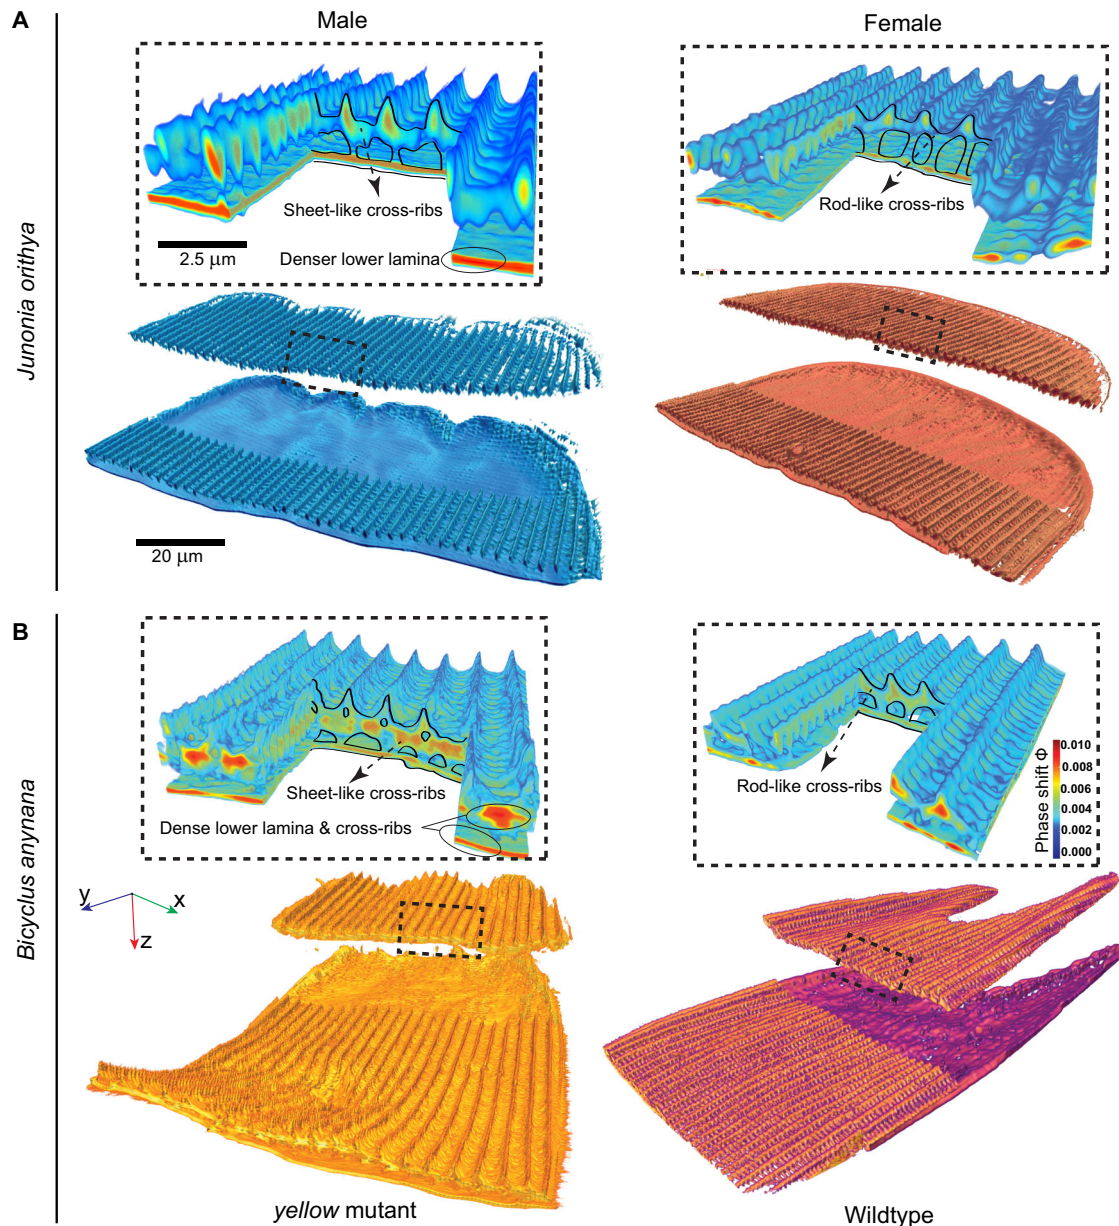 A
Male
Female
Junonia orithya
Sheet-like cross-ribs
Rod-like cross-ribs
2.5 μm
Denser lower lamina
20 μm
B
Bicyclus anynana
Sheet-like cross-ribs
Dense lower lamina & cross-ribs
Rod-like cross-ribs
Phase shift Φ
0.010
0.008
0.006
0.004
0.002
0.000
y
x
z
yellow mutant
Wildtype